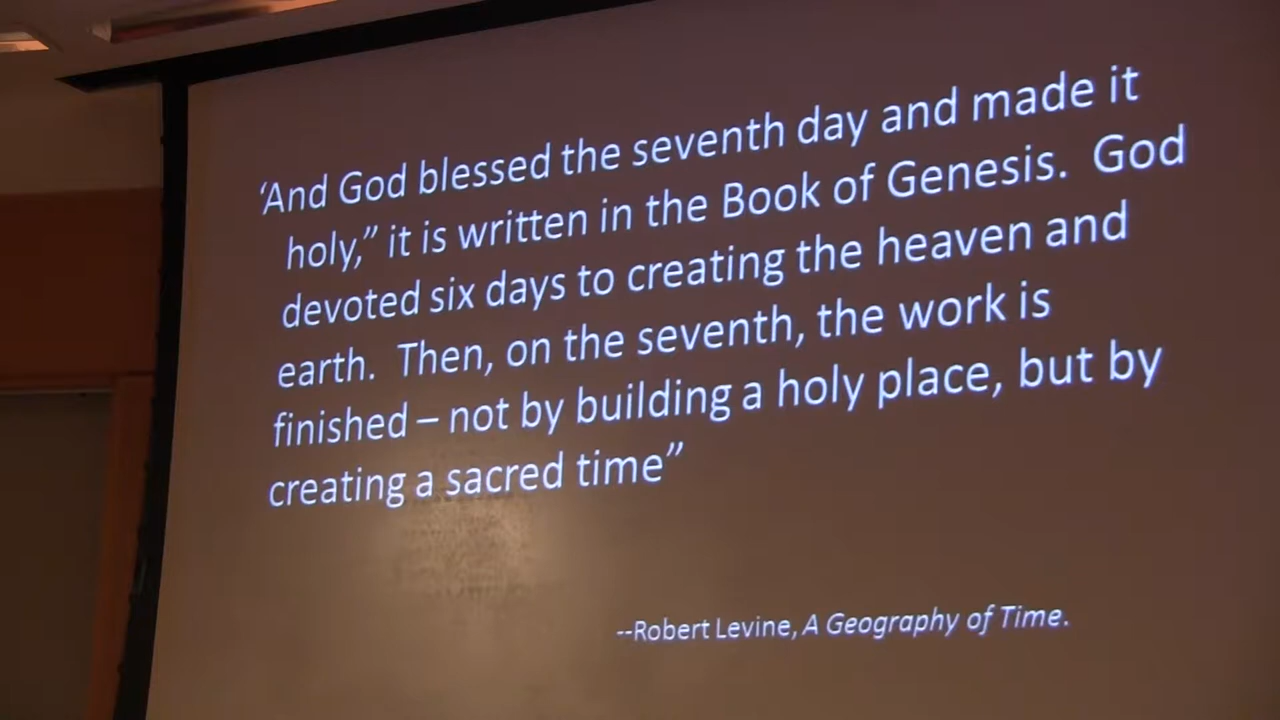 ‘And God blessed the seventh day and made it
holy,” it is written in the Book of Genesis.  God
devoted six days to creating the heaven and
earth.  Then, on the seventh, the work is
finished – not by building a holy place, but by
creating a sacred time”
--Robert Levine, A Geography of Time.